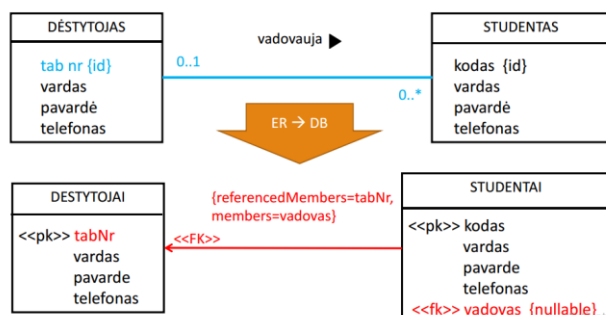 DĖSTYTOJAS
tab nr {id}
vardas
pavardė
telefonas
0..1
vadovauja ▶
0..*
STUDENTAS
kodas {id}
vardas
pavardė
telefonas
ER → DB
DESTYTOJAI
<<pk>> tabNr
vardas
pavarde
telefonas
{referencedMembers=tabNr,
members=vadovas}
<<FK>>
STUDENTAI
<<pk>> kodas
vardas
pavarde
telefonas
<<fk>> vadovas {nullable}